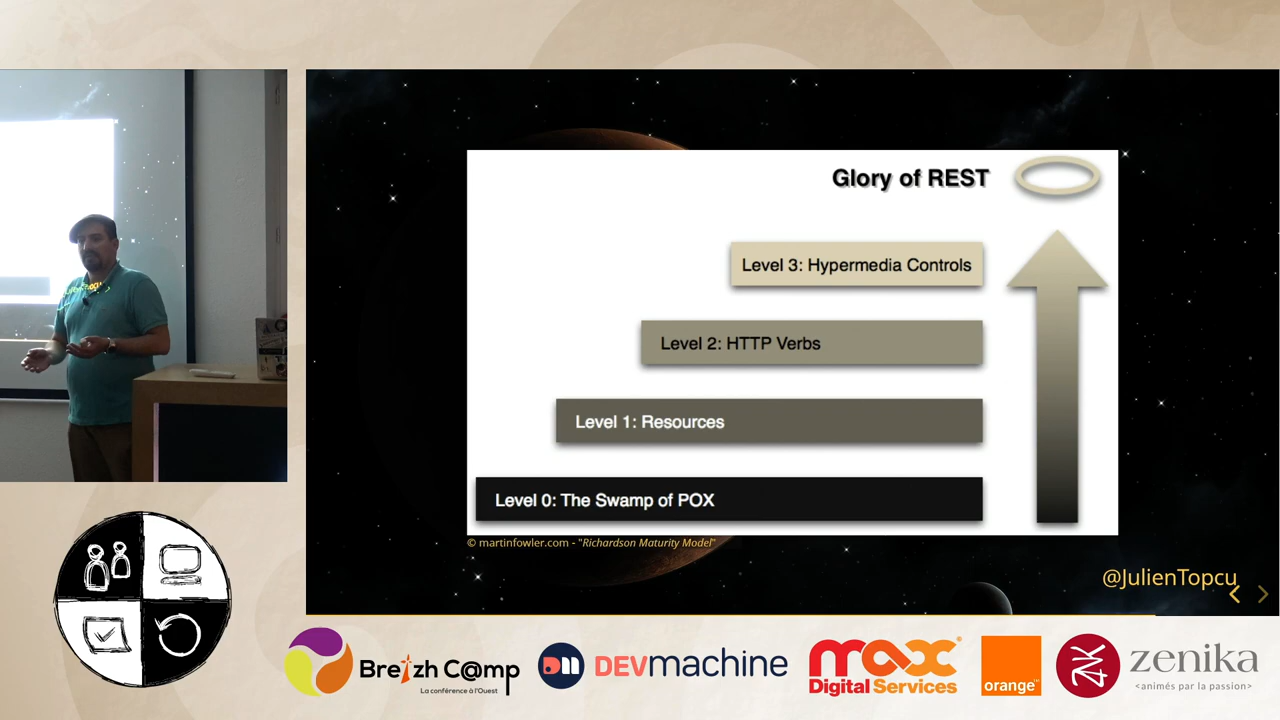 Glory of REST
Level 3: Hypermedia Controls
Level 2: HTTP Verbs
Level 1: Resources
Level 0: The Swamp of POX
© martinfowler.com - "Richardson Maturity Model"
@JulienTopcu
Breizh C@mp
La conférence à l'Ouest
DEVmachine
max
Digital Services
orange™
zenika
<animés par la passion>